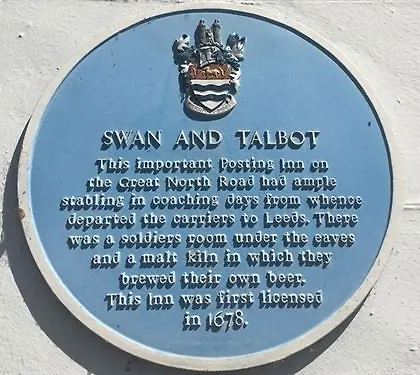 SWAN AND TALBOT
This important Posting Inn on
the Great North Road had ample
stabling in coaching days from whence
departed the carriers to Leeds. There
was a soldiers room under the eaves
and a malt kiln in which they
brewed their own beer.
This Inn was first licensed
in 1678.